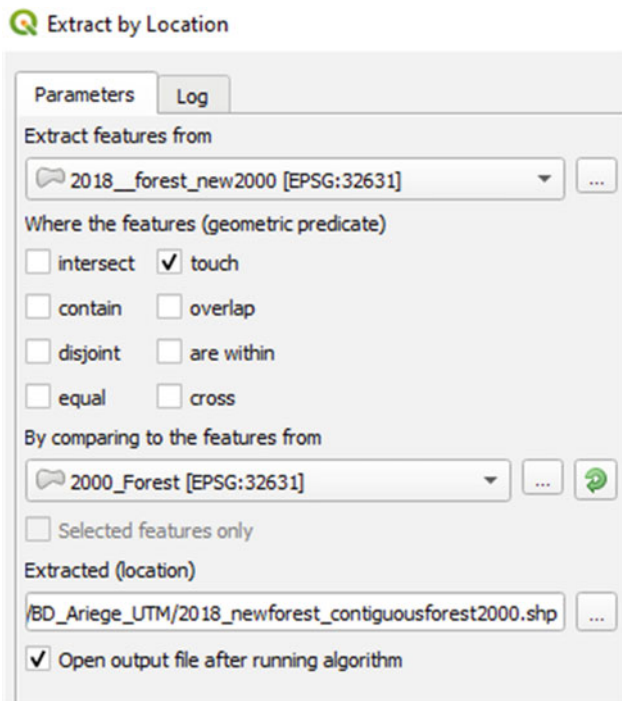 Extract by Location
Parameters Log
Extract features from
2018__forest_new2000 [EPSG:32631] ...
Where the features (geometric predicate)
intersect touch
contain overlap
disjoint are within
equal cross
By comparing to the features from
2000_Forest [EPSG:32631] ...
Selected features only
Extracted (location)
/BD_Ariege_UTM/2018_newforest_contiguousforest2000.shp ...
Open output file after running algorithm